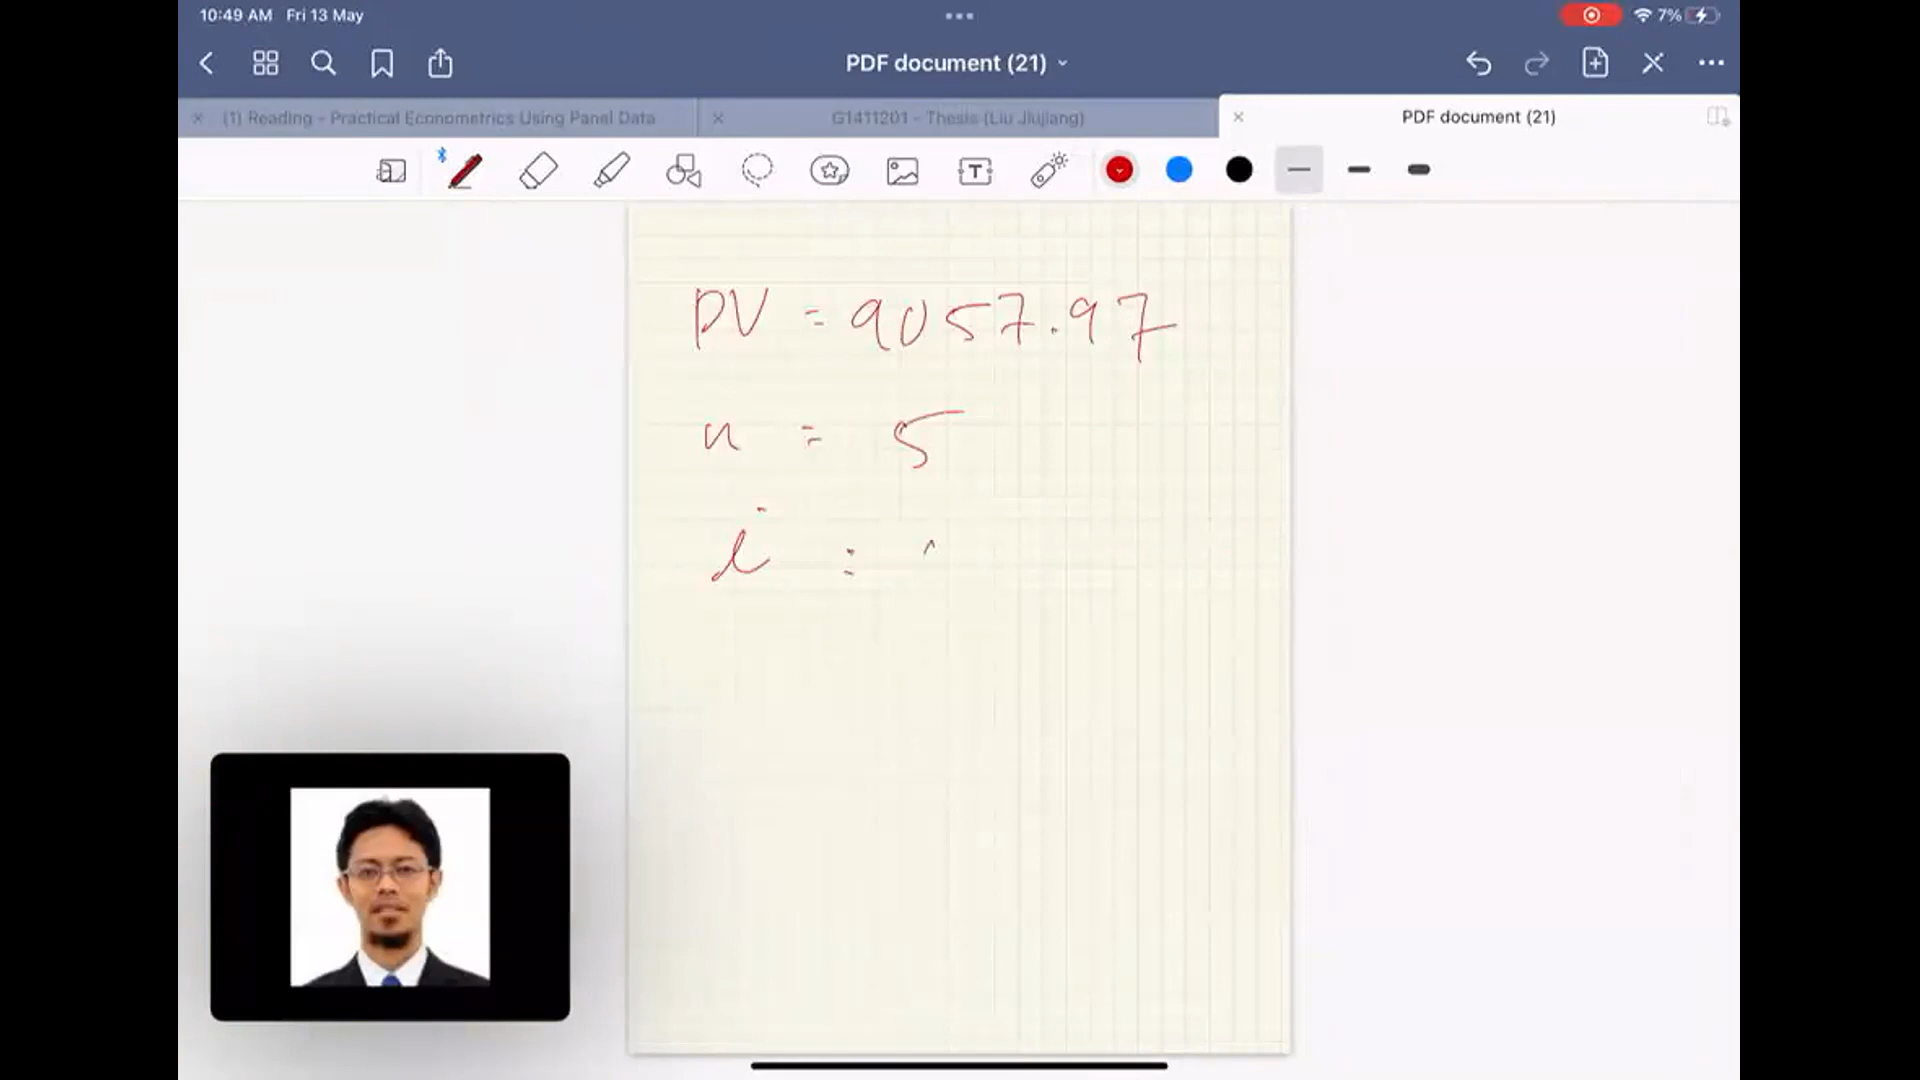 10:49 AM Fri 13 May
7%
PDF document (21)
(1) Reading - Practical Econometrics Using Panel Data
G1411201 - Thesis (Liu Jiujiang)
PDF document (21)
T
PV = 9057.97
n = 5
i =